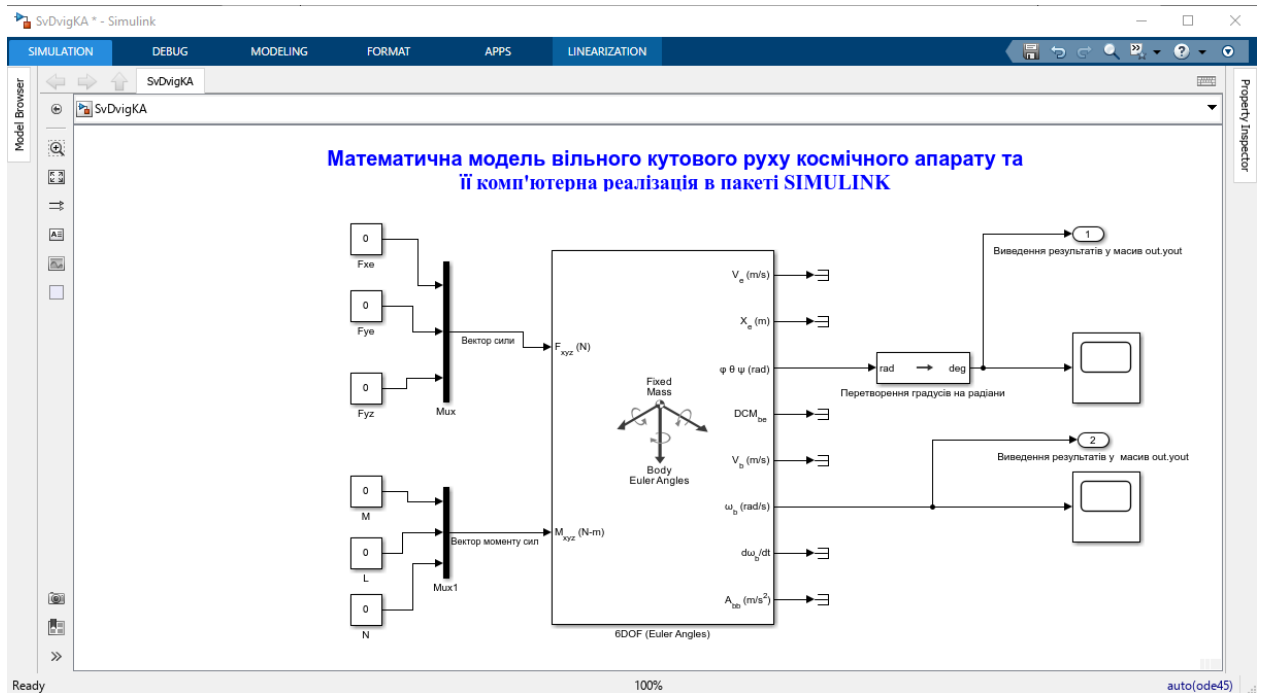 SvDvigKA * - Simulink
SIMULATION DEBUG MODELING FORMAT APPS LINEARIZATION
Model Browser
SvDvigKA
Property Inspector
SvDvigKA
Математична модель вільного кутового руху космічного апарату та
її комп'ютерна реалізація в пакеті SIMULINK
0
Fxe
0
Fye
0
Fyz
Mux
Вектор сили
0
M
0
L
0
N
Mux1
Вектор моменту сил
F_xyz (N)
M_xyz (N-m)
Fixed
Mass
Body
Euler Angles
V_e (m/s)
X_e (m)
φ θ ψ (rad)
DCM_be
V_b (m/s)
ω_b (rad/s)
dω_b/dt
A_bb (m/s²)
6DOF (Euler Angles)
rad → deg
Перетворення градусів на радіани
1
Виведення результатів у масив out.yout
2
Виведення результатів у масив out.yout
Ready 100% auto(ode45)